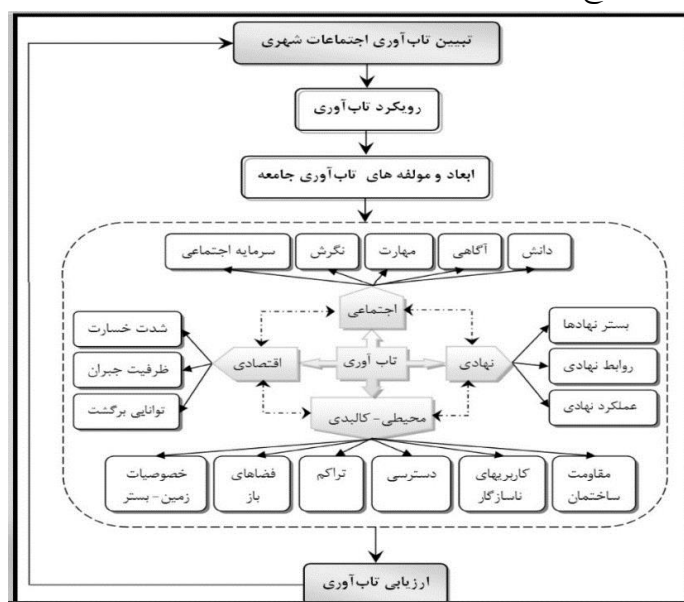 تبیین تاب‌آوری اجتماعات شهری
رویکرد تاب‌آوری
ابعاد و مولفه های تاب‌آوری جامعه
دانش
آگاهی
مهارت
نگرش
سرمایه اجتماعی
اجتماعی
بستر نهادها
روابط نهادی
عملکرد نهادی
نهادی
تاب آوری
اقتصادی
شدت خسارت
ظرفیت جبران
توانایی برگشت
محیطی- کالبدی
مقاومت
ساختمان
کاربریهای
ناسازگار
دسترسی
تراکم
فضاهای
باز
خصوصیات
زمین-بستر
ارزیابی تاب‌آوری